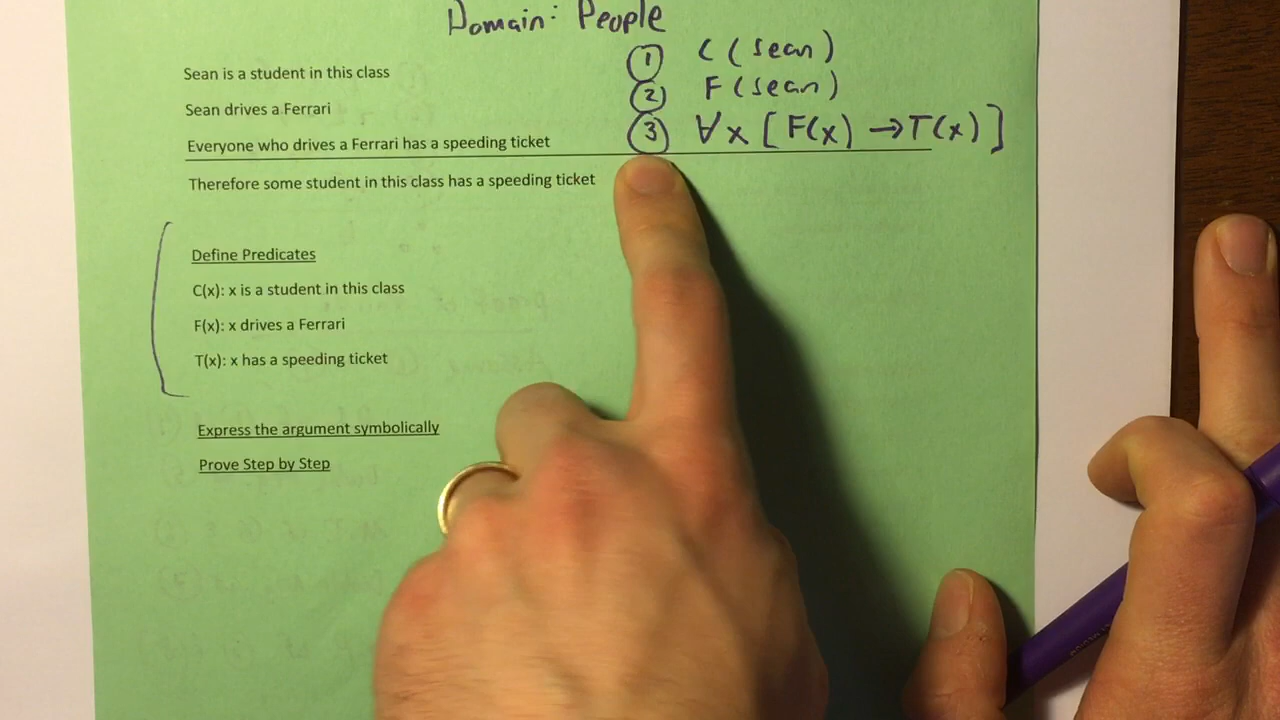 Domain: People
Sean is a student in this class ① C(sean)
Sean drives a Ferrari ② F(sean)
Everyone who drives a Ferrari has a speeding ticket ③ ∀x [F(x) → T(x)]
Therefore some student in this class has a speeding ticket
Define Predicates
C(x): x is a student in this class
F(x): x drives a Ferrari
T(x): x has a speeding ticket
Express the argument symbolically
Prove Step by Step